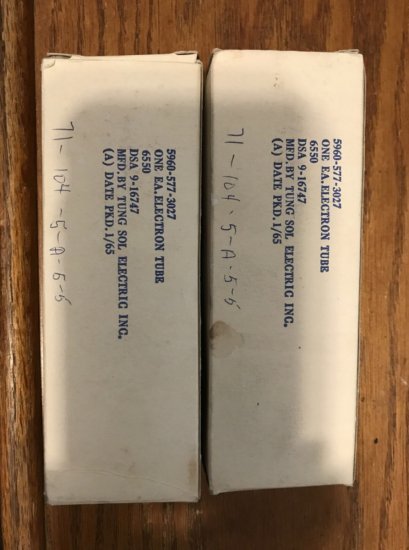 5960-577-3027
ONE EA.ELECTRON TUBE
6550
DSA 9-16747
MFD.BY TUNG SOL ELECTRIC INC.
(A) DATE PKD.1/65
71-104-5-A-5-5
5960-577-3027
ONE EA.ELECTRON TUBE
6550
DSA 9-16747
MFD.BY TUNG SOL ELECTRIC INC.
(A) DATE PKD.1/65
71-104-5-A-5-5